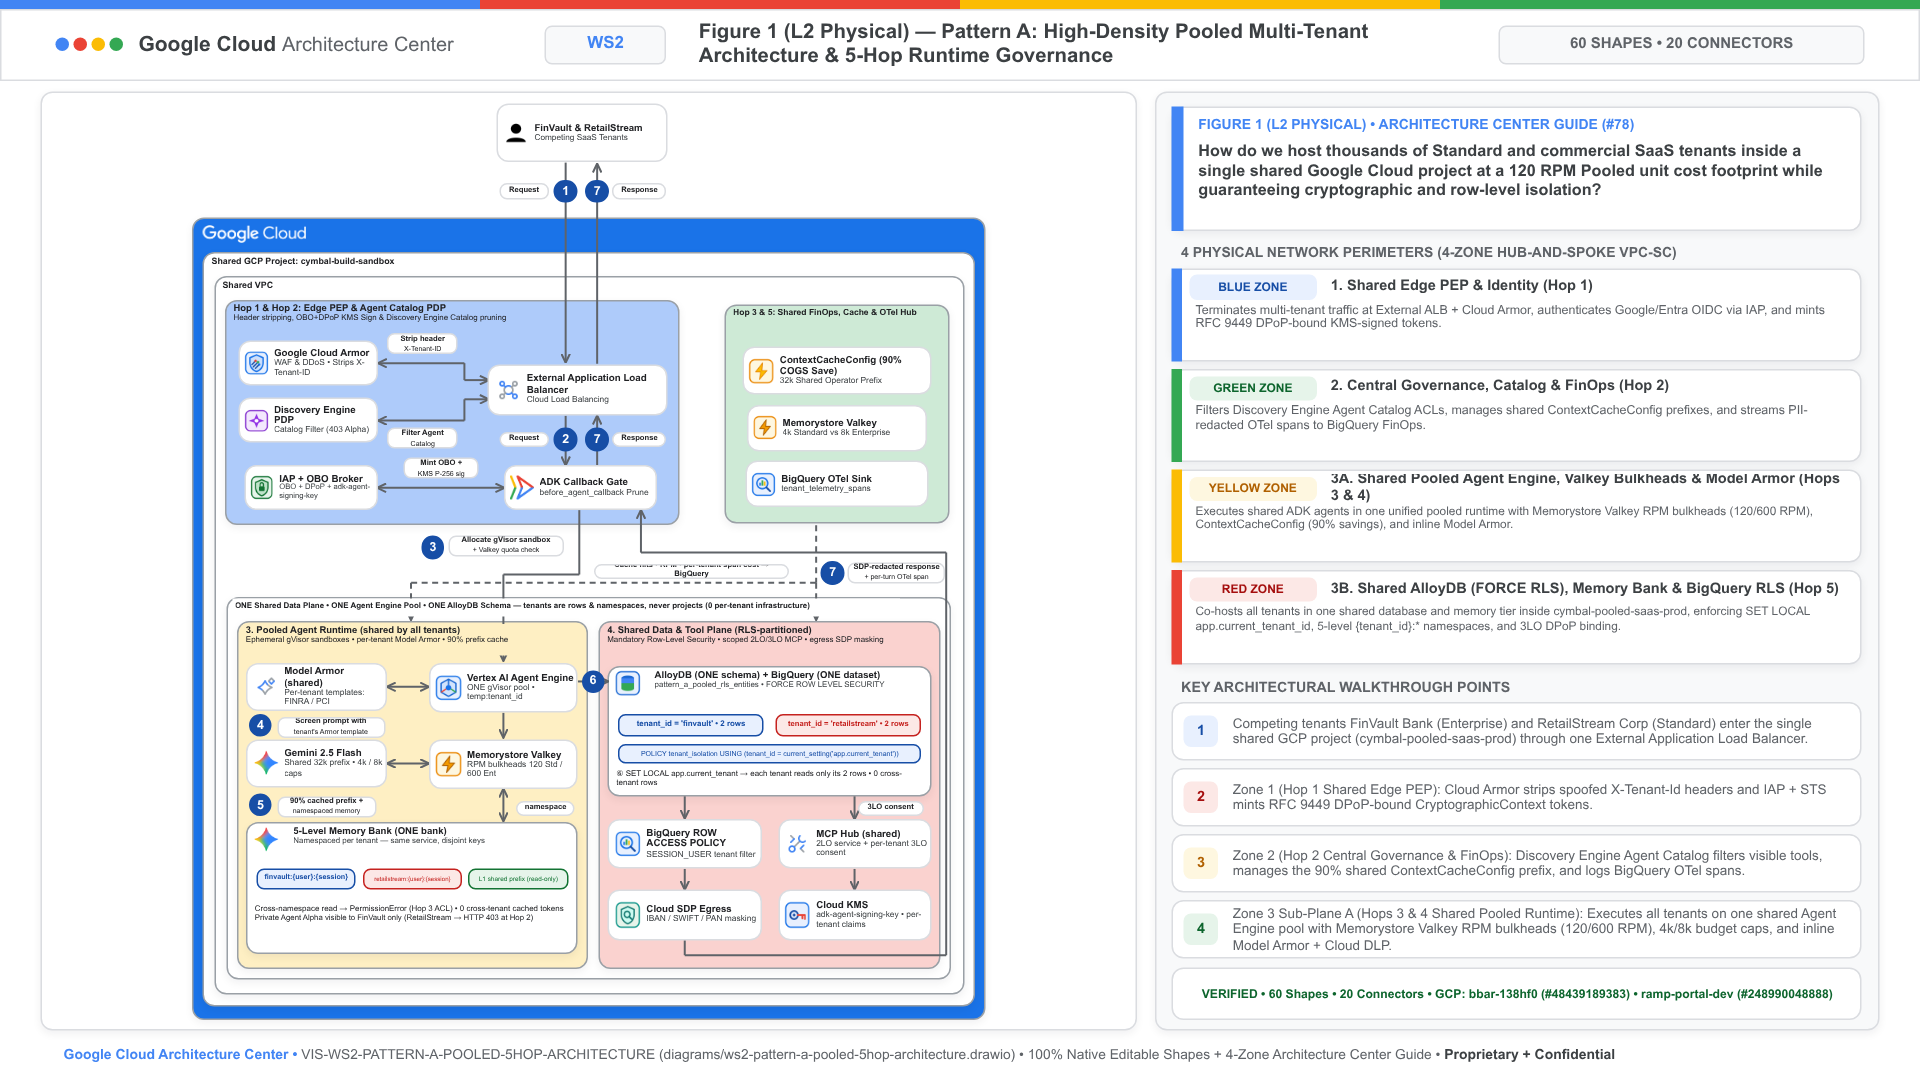 Google Cloud Architecture Center
WS2
Figure 1 (L2 Physical) — Pattern A: High-Density Pooled Multi-Tenant
Architecture & 5-Hop Runtime Governance
60 SHAPES • 20 CONNECTORS
FinVault & RetailStream
Competing SaaS Tenants
Request
1
7
Response
Google Cloud
Shared GCP Project: cymbal-build-sandbox
Shared VPC
Hop 1 & Hop 2: Edge PEP & Agent Catalog PDP
Header stripping, OBO+DPoP KMS Sign & Discovery Engine Catalog pruning
Strip header
X-Tenant-ID
Google Cloud Armor
WAF & DDoS • Strips X-
Tenant-ID
External Application Load
Balancer
Cloud Load Balancing
Discovery Engine
PDP
Catalog Filter (403 Alpha)
Filter Agent
Catalog
Request
2
7
Response
Mint OBO +
KMS P-256 sig
IAP + OBO Broker
OBO + DPoP + adk-agent-
signing-key
ADK Callback Gate
before_agent_callback Prune
Hop 3 & 5: Shared FinOps, Cache & OTel Hub
ContextCacheConfig (90%
COGS Save)
32k Shared Operator Prefix
Memorystore Valkey
4k Standard vs 8k Enterprise
BigQuery OTel Sink
tenant_telemetry_spans
3
Allocate gVisor sandbox
+ Valkey quota check
Cache hits • RPM • per-tenant span cost →
BigQuery
7
SDP-redacted response
+ per-turn OTel span
ONE Shared Data Plane • ONE Agent Engine Pool • ONE AlloyDB Schema — tenants are rows & namespaces, never projects (0 per-tenant infrastructure)
3. Pooled Agent Runtime (shared by all tenants)
Ephemeral gVisor sandboxes • per-tenant Model Armor • 90% prefix cache
Model Armor
(shared)
Per-tenant templates:
FINRA / PCI
Vertex AI Agent Engine
ONE gVisor pool •
temp:tenant_id
6
4
Screen prompt with
tenant's Armor template
Gemini 2.5 Flash
Shared 32k prefix • 4k / 8k
caps
Memorystore Valkey
RPM bulkheads 120 Std /
600 Ent
5
90% cached prefix +
namespaced memory
namespace
5-Level Memory Bank (ONE bank)
Namespaced per tenant — same service, disjoint keys
finvault:{user}:{session}
retailstream:{user}:{session}
L1 shared prefix (read-only)
Cross-namespace read → PermissionError (Hop 3 ACL) • 0 cross-tenant cached tokens
Private Agent Alpha visible to FinVault only (RetailStream → HTTP 403 at Hop 2)
4. Shared Data & Tool Plane (RLS-partitioned)
Mandatory Row-Level Security • scoped 2LO/3LO MCP • egress SDP masking
AlloyDB (ONE schema) + BigQuery (ONE dataset)
pattern_a_pooled_rls_entities • FORCE ROW LEVEL SECURITY
tenant_id = 'finvault' • 2 rows
tenant_id = 'retailstream' • 2 rows
POLICY tenant_isolation USING (tenant_id = current_setting('app.current_tenant'))
⑥ SET LOCAL app.current_tenant → each tenant reads only its 2 rows • 0 cross-
tenant rows
3LO consent
BigQuery ROW
ACCESS POLICY
SESSION_USER tenant filter
MCP Hub (shared)
2LO service + per-tenant 3LO
consent
Cloud SDP Egress
IBAN / SWIFT / PAN masking
Cloud KMS
adk-agent-signing-key • per-
tenant claims
FIGURE 1 (L2 PHYSICAL) • ARCHITECTURE CENTER GUIDE (#78)
How do we host thousands of Standard and commercial SaaS tenants inside a
single shared Google Cloud project at a 120 RPM Pooled unit cost footprint while
guaranteeing cryptographic and row-level isolation?
4 PHYSICAL NETWORK PERIMETERS (4-ZONE HUB-AND-SPOKE VPC-SC)
BLUE ZONE
1. Shared Edge PEP & Identity (Hop 1)
Terminates multi-tenant traffic at External ALB + Cloud Armor, authenticates Google/Entra OIDC via IAP, and mints
RFC 9449 DPoP-bound KMS-signed tokens.
GREEN ZONE
2. Central Governance, Catalog & FinOps (Hop 2)
Filters Discovery Engine Agent Catalog ACLs, manages shared ContextCacheConfig prefixes, and streams PII-
redacted OTel spans to BigQuery FinOps.
YELLOW ZONE
3A. Shared Pooled Agent Engine, Valkey Bulkheads & Model Armor (Hops
3 & 4)
Executes shared ADK agents in one unified pooled runtime with Memorystore Valkey RPM bulkheads (120/600 RPM),
ContextCacheConfig (90% savings), and inline Model Armor.
RED ZONE
3B. Shared AlloyDB (FORCE RLS), Memory Bank & BigQuery RLS (Hop 5)
Co-hosts all tenants in one shared database and memory tier inside cymbal-pooled-saas-prod, enforcing SET LOCAL
app.current_tenant_id, 5-level {tenant_id}:* namespaces, and 3LO DPoP binding.
KEY ARCHITECTURAL WALKTHROUGH POINTS
1
Competing tenants FinVault Bank (Enterprise) and RetailStream Corp (Standard) enter the single
shared GCP project (cymbal-pooled-saas-prod) through one External Application Load Balancer.
2
Zone 1 (Hop 1 Shared Edge PEP): Cloud Armor strips spoofed X-Tenant-Id headers and IAP + STS
mints RFC 9449 DPoP-bound CryptographicContext tokens.
3
Zone 2 (Hop 2 Central Governance & FinOps): Discovery Engine Agent Catalog filters visible tools,
manages the 90% shared ContextCacheConfig prefix, and logs BigQuery OTel spans.
4
Zone 3 Sub-Plane A (Hops 3 & 4 Shared Pooled Runtime): Executes all tenants on one shared Agent
Engine pool with Memorystore Valkey RPM bulkheads (120/600 RPM), 4k/8k budget caps, and inline
Model Armor + Cloud DLP.
VERIFIED • 60 Shapes • 20 Connectors • GCP: bbar-138hf0 (#48439189383) • ramp-portal-dev (#248990048888)
Google Cloud Architecture Center • VIS-WS2-PATTERN-A-POOLED-5HOP-ARCHITECTURE (diagrams/ws2-pattern-a-pooled-5hop-architecture.drawio) • 100% Native Editable Shapes + 4-Zone Architecture Center Guide • Proprietary + Confidential